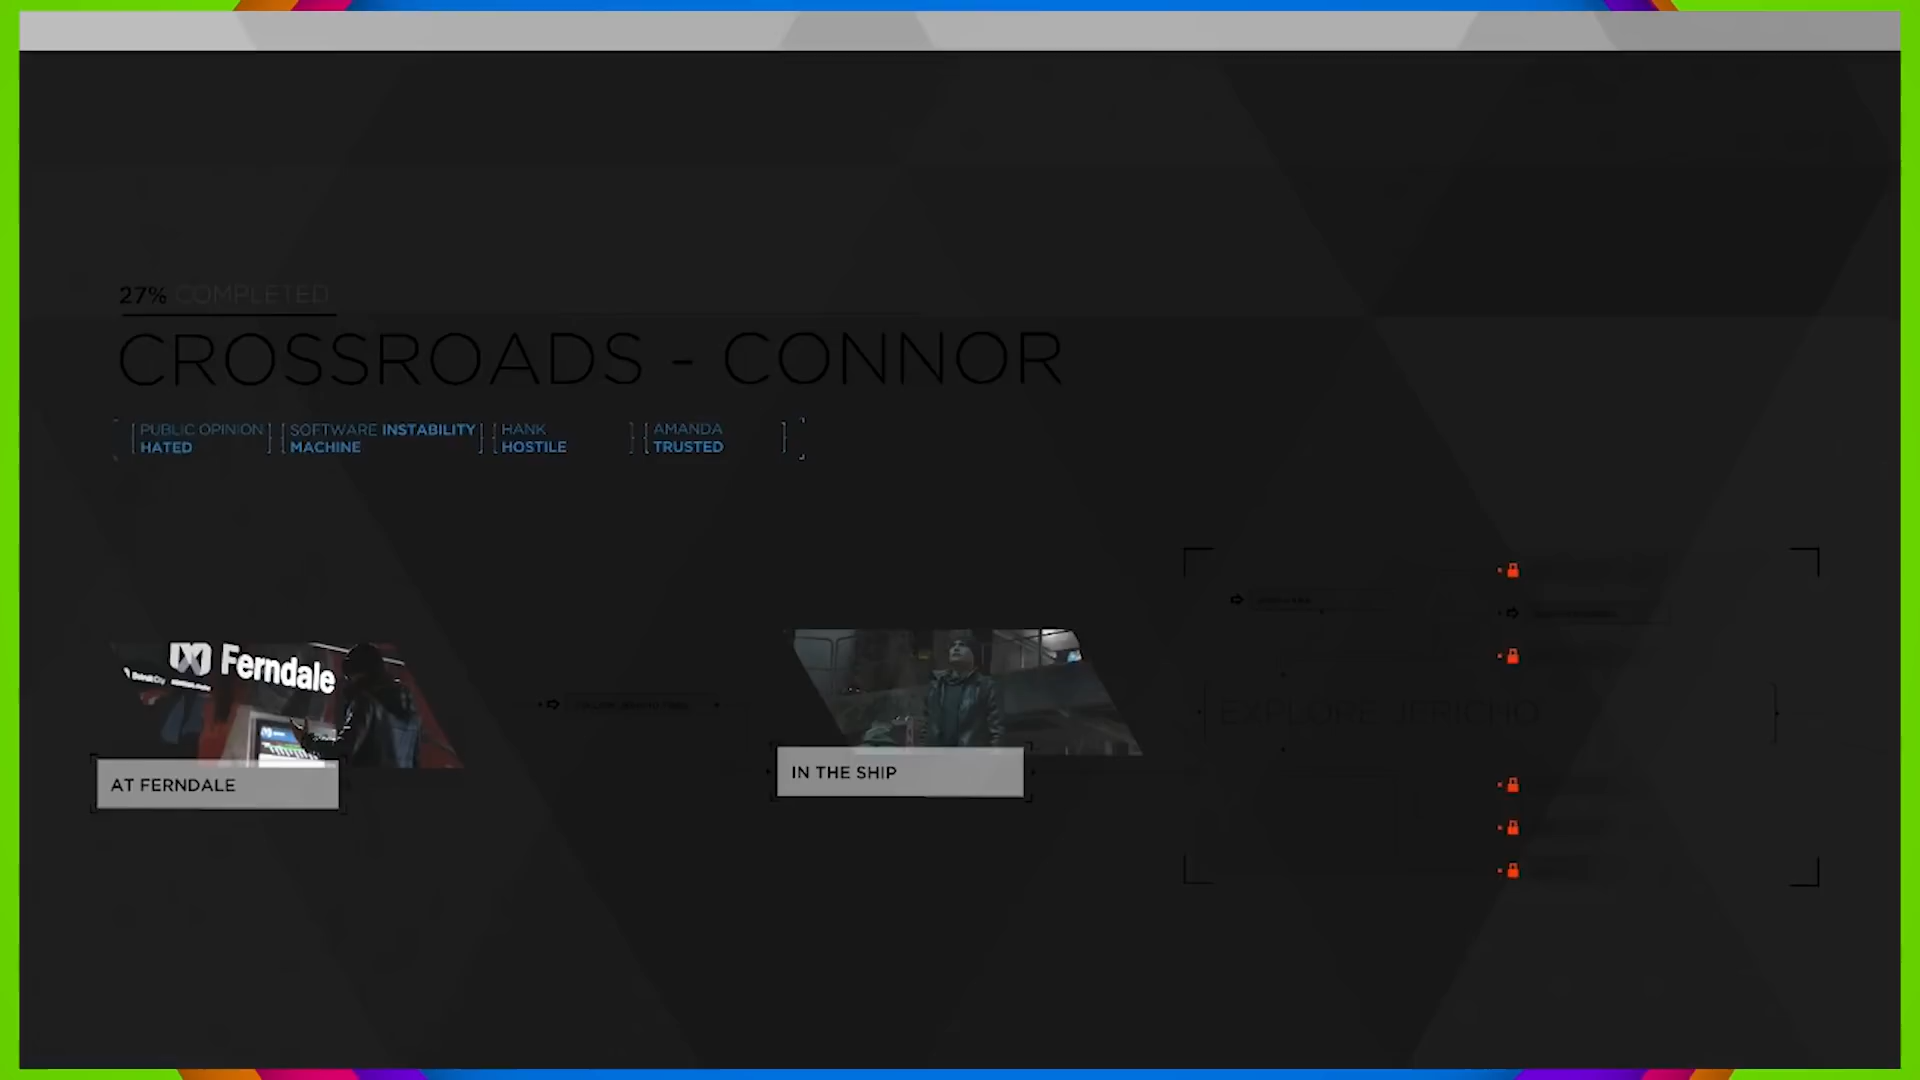 27% COMPLETED
CROSSROADS - CONNOR
PUBLIC OPINION
HATED
SOFTWARE INSTABILITY
MACHINE
HANK
HOSTILE
AMANDA
TRUSTED
Ferndale
AT FERNDALE
IN THE SHIP
EXPLORE JERICHO